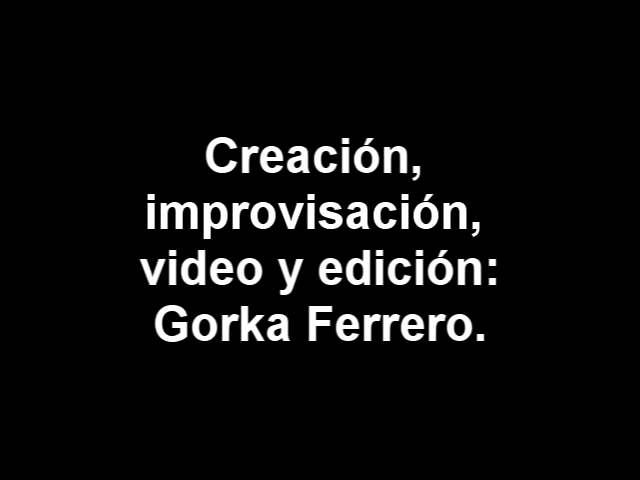 Creación,
improvisación,
video y edición:
Gorka Ferrero.